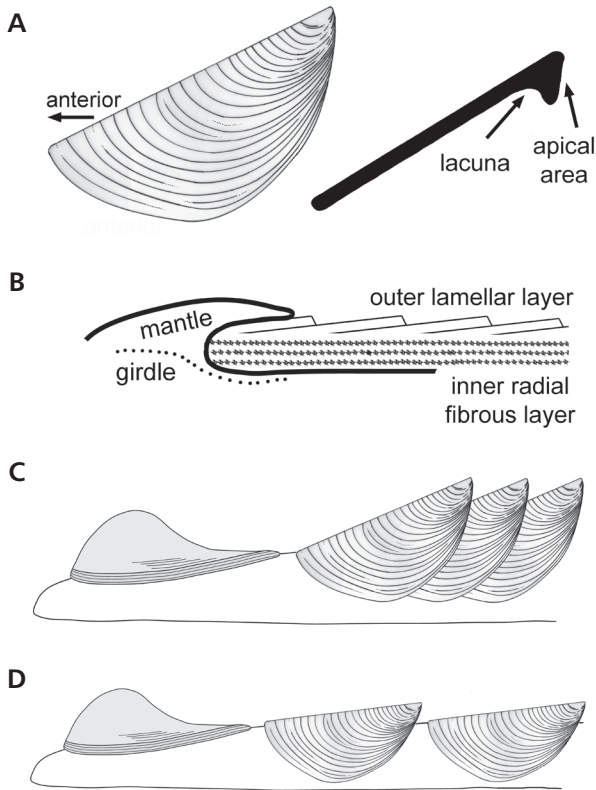 A
anterior
lacuna
apical
area
B
outer lamellar layer
mantle
girdle
inner radial
fibrous layer
C
D